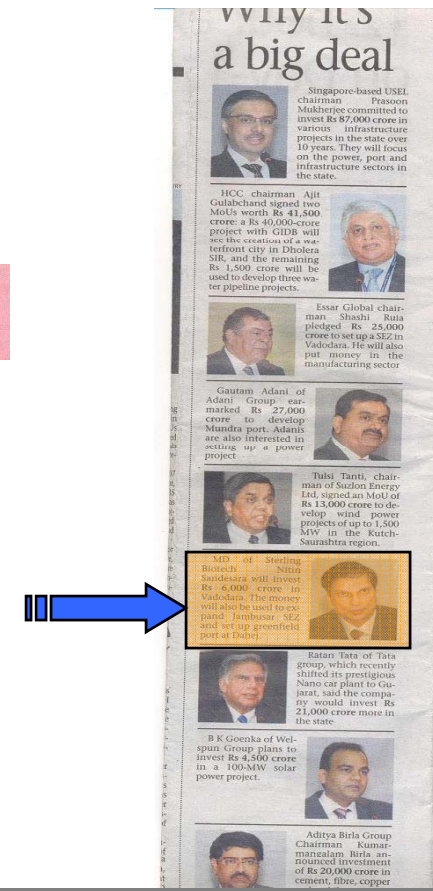 Why it's
a big deal
Singapore-based USEL
chairman Prasoon
Mukherjee committed to
invest Rs 87,000 crore in
various infrastructure
projects in the state over
10 years. They will focus
on the power, port and
infrastructure sectors in
the state.
HCC chairman Ajit
Gulabchand signed two
MoUs worth Rs 41,500
crore: a Rs 40,000-crore
project with GIDB will
see the creation of a wa-
terfront city in Dholera
SIR, and the remaining
Rs 1,500 crore will be
used to develop three wa-
ter pipeline projects.
Essar Global chair-
man Shashi Ruia
pledged Rs 25,000
crore to set up a SEZ in
Vadodara. He will also
put money in the
manufacturing sector
Gautam Adani of
Adani Group ear-
marked Rs 27,000
crore to develop
Mundra port. Adanis
are also interested in
setting up a power
project
Tulsi Tanti, chair-
man of Suzlon Energy
Ltd, signed an MoU of
Rs 13,000 crore to de-
velop wind power
projects of up to 1,500
MW in the Kutch-
Saurashtra region.
MD of Sterling
Biotech Nitin
Sandesara will invest
Rs 6,000 crore in
Vadodara. The money
will also be used to ex-
pand Jambusar SEZ
and set up greenfield
port at Dahej.
Ratan Tata of Tata
group, which recently
shifted its prestigious
Nano car plant to Gu-
jarat, said the compa-
ny would invest Rs
21,000 crore more in
the state
B K Goenka of Wel-
spun Group plans to
invest Rs 4,500 crore
in a 100-MW solar
power project.
Aditya Birla Group
Chairman Kumar-
mangalam Birla an-
nounced investment
of Rs 20,000 crore in
cement, fibre, copper